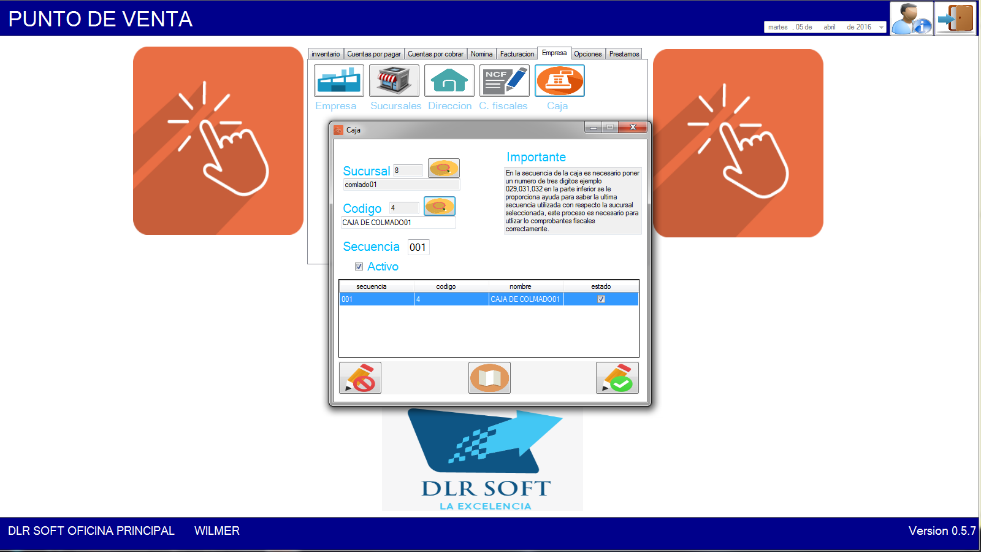 PUNTO DE VENTA
martes , 05 de abril de 2016
inventario Cuentas por pagar Cuentas por cobrar Nomina Facturacion Empresa Opciones Prestamos
NCF
Empresa Sucursales Direccion C. fiscales Caja
Caja
Sucursal 8
comlado01
Codigo 4
CAJA DE COLMADO01
Secuencia 001
Activo
Importante
En la secuencia de la caja es necesario poner
un numero de tres digitos ejemplo
029,031,032 en la parte inferior se le
proporciona ayuda para saber la ultima
secuencia utilizada con respecto la sucursal
seleccionada, este proceso es necesario para
utlizar lo comprobantes fiscales
correctamente.
secuencia codigo nombre estado
001 4 CAJA DE COLMADO01
DLR SOFT
LA EXCELENCIA
DLR SOFT OFICINA PRINCIPAL WILMER
Version 0.5.7